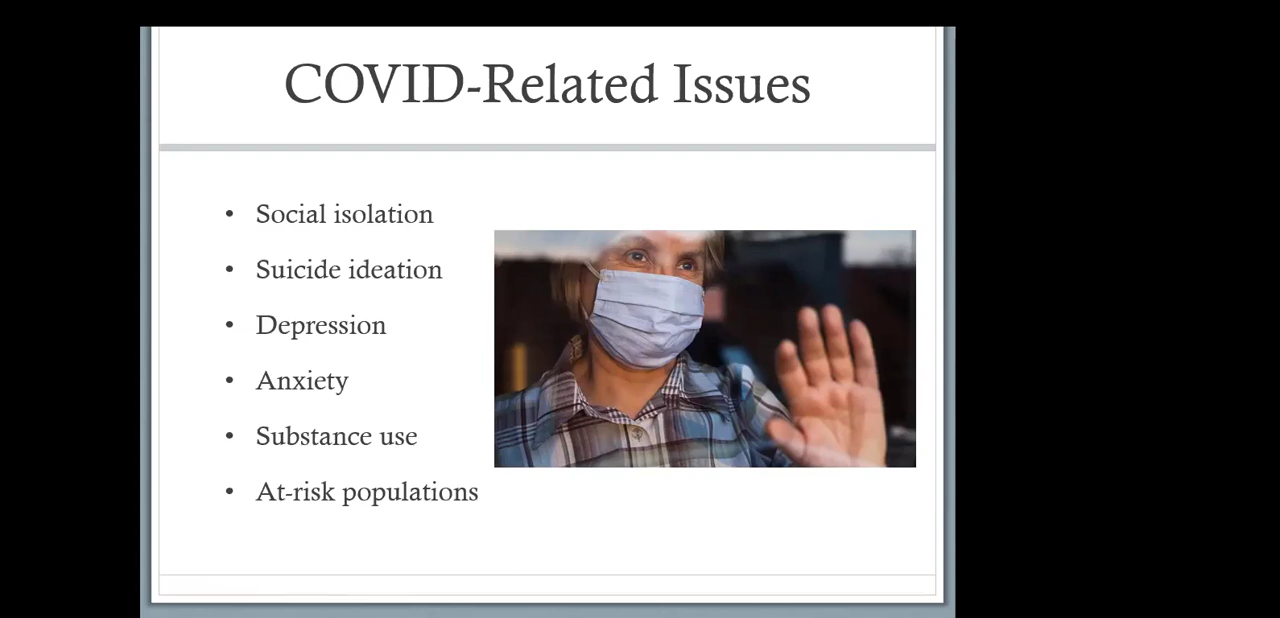 COVID-Related Issues
• Social isolation
• Suicide ideation
• Depression
• Anxiety
• Substance use
• At-risk populations